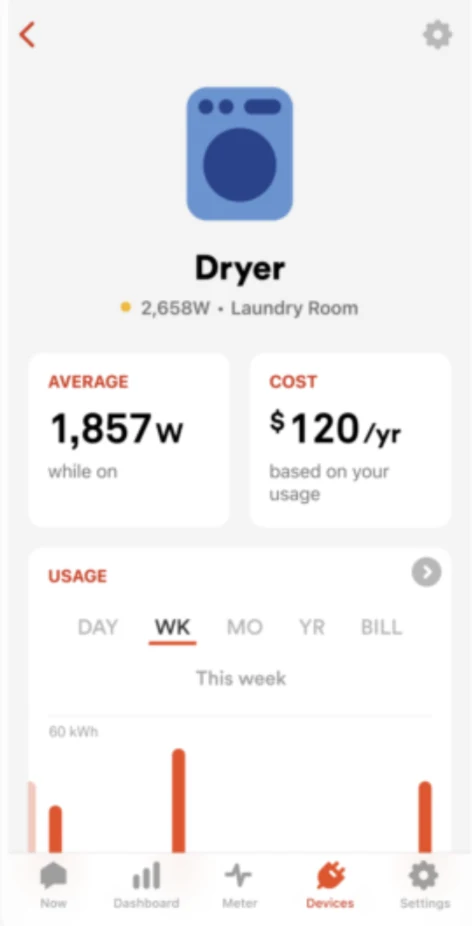 Dryer
2,658W • Laundry Room
AVERAGE
1,857 w
while on
COST
$120/yr
based on your
usage
USAGE
DAY WK MO YR BILL
This week
60 kWh
Now Dashboard Meter Devices Settings